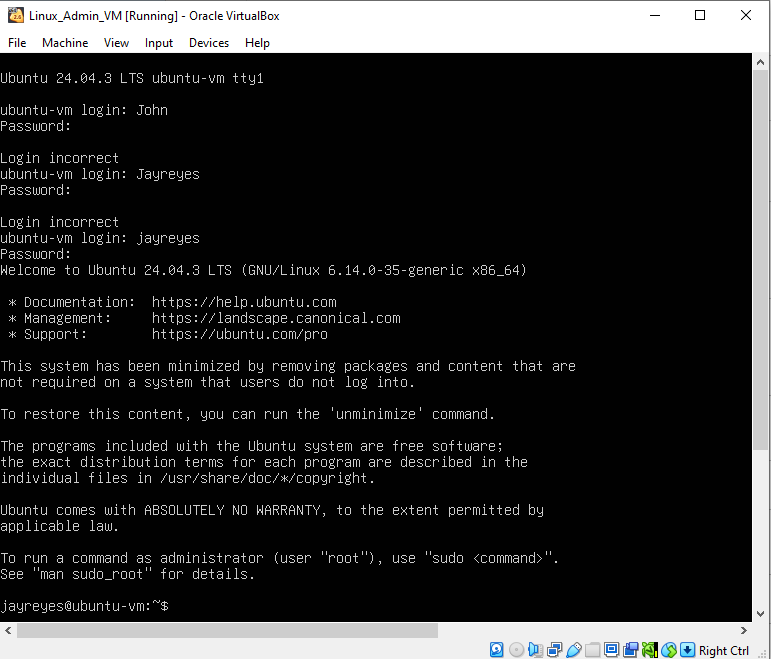 Linux_Admin_VM [Running] - Oracle VirtualBox
File Machine View Input Devices Help
Ubuntu 24.04.3 LTS ubuntu-vm tty1
ubuntu-vm login: John
Password:
Login incorrect
ubuntu-vm login: Jayreyes
Password:
Login incorrect
ubuntu-vm login: jayreyes
Password:
Welcome to Ubuntu 24.04.3 LTS (GNU/Linux 6.14.0-35-generic x86_64)
* Documentation: https://help.ubuntu.com
* Management: https://landscape.canonical.com
* Support: https://ubuntu.com/pro
This system has been minimized by removing packages and content that are
not required on a system that users do not log into.
To restore this content, you can run the 'unminimize' command.
The programs included with the Ubuntu system are free software;
the exact distribution terms for each program are described in the
individual files in /usr/share/doc/*/copyright.
Ubuntu comes with ABSOLUTELY NO WARRANTY, to the extent permitted by
applicable law.
To run a command as administrator (user "root"), use "sudo <command>".
See "man sudo_root" for details.
jayreyes@ubuntu-vm:~$
Right Ctrl